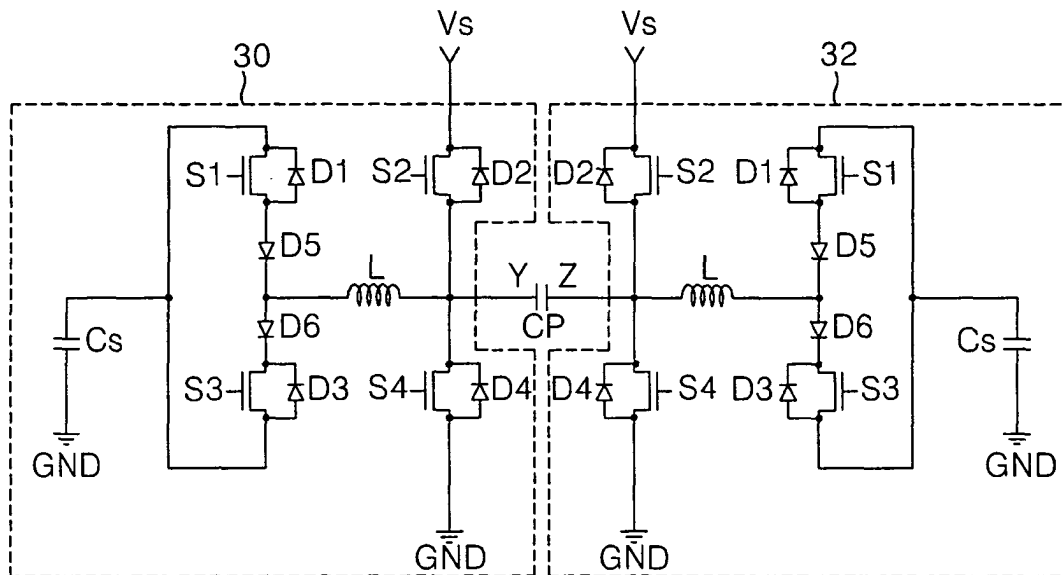 Vs Vs
30 32
S1 D1 S2 D2 D2 S2 D1 S1
D5 D5
L Y Z L
CP
D6 D6
Cs Cs
S3 D3 S4 D4 D4 S4 D3 S3
GND GND
GND GND